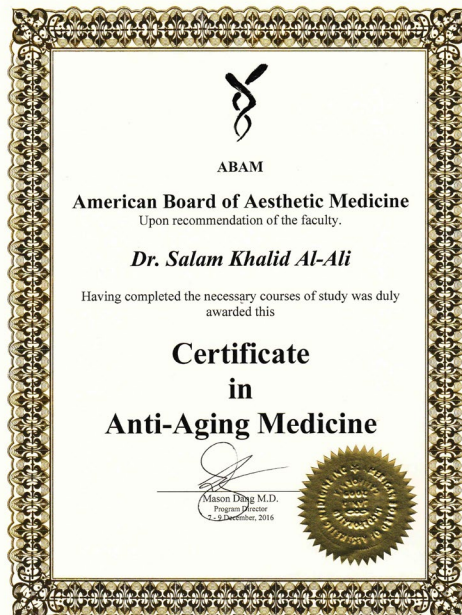 ABAM
American Board of Aesthetic Medicine
Upon recommendation of the faculty.
Dr. Salam Khalid Al-Ali
Having completed the necessary courses of study was duly
awarded this
Certificate
in
Anti-Aging Medicine
Mason Dang M.D.
Program Director
7 - 9 December, 2016